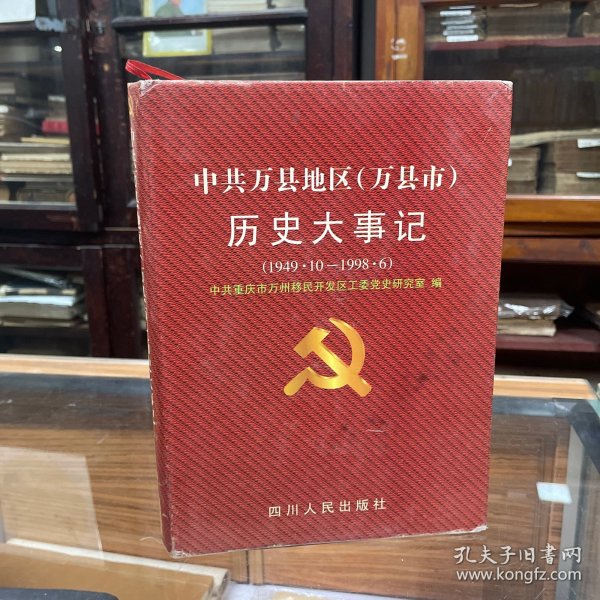 中共万县地区(万县市)
历史大事记
(1949·10—1998·6)
中共重庆市万州移民开发区工委党史研究室 编
四川人民出版社
孔夫子旧书网
www.kongfz.com